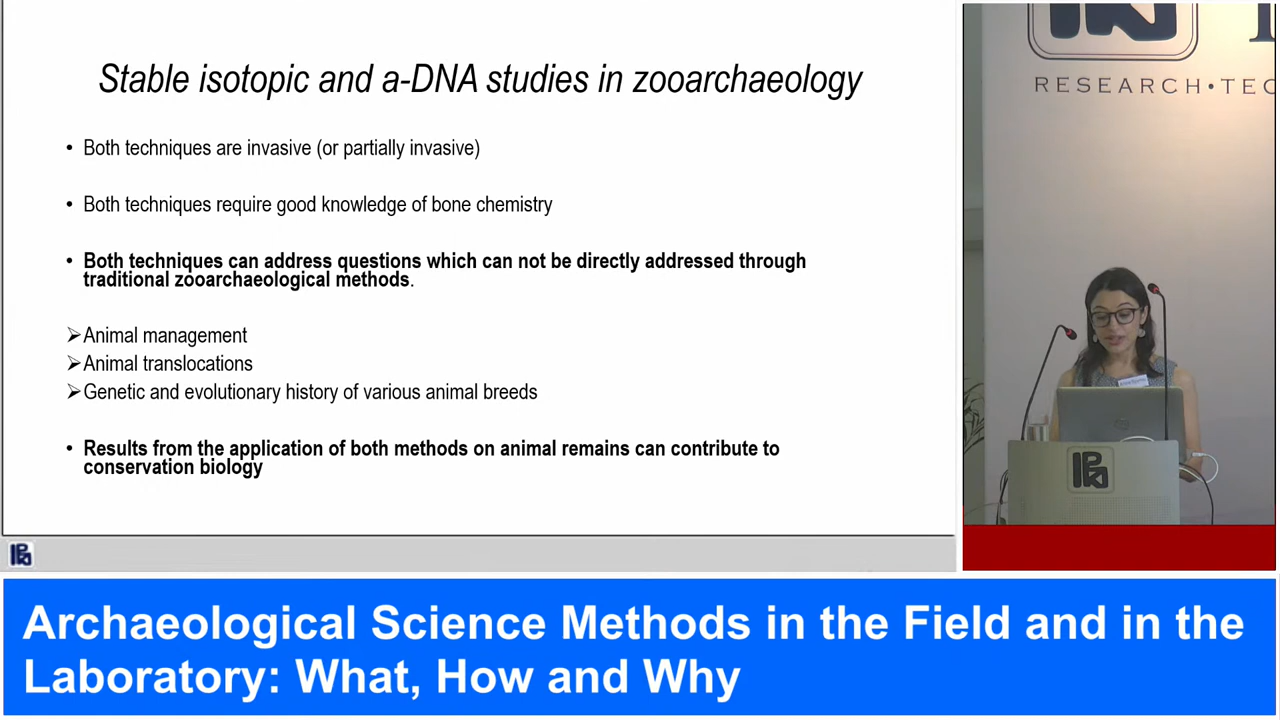 Stable isotopic and a-DNA studies in zooarchaeology
• Both techniques are invasive (or partially invasive)
• Both techniques require good knowledge of bone chemistry
• Both techniques can address questions which can not be directly addressed through
traditional zooarchaeological methods.
➢Animal management
➢Animal translocations
➢Genetic and evolutionary history of various animal breeds
• Results from the application of both methods on animal remains can contribute to
conservation biology
RESEARCH•TEC
Archaeological Science Methods in the Field and in the
Laboratory: What, How and Why